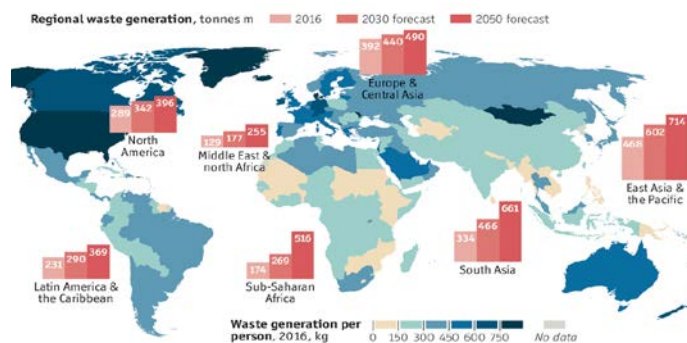 Regional waste generation, tonnes m 2016 2030 forecast 2050 forecast
392 440 490
Europe &
Central Asia
289 342 396
North
America
129 177 255
Middle East &
north Africa
468 602 714
East Asia &
the Pacific
231 290 369
Latin America &
the Caribbean
174 269 516
Sub-Saharan
Africa
334 466 661
South Asia
Waste generation per
person, 2016, kg
0 150 300 450 600 750
No data